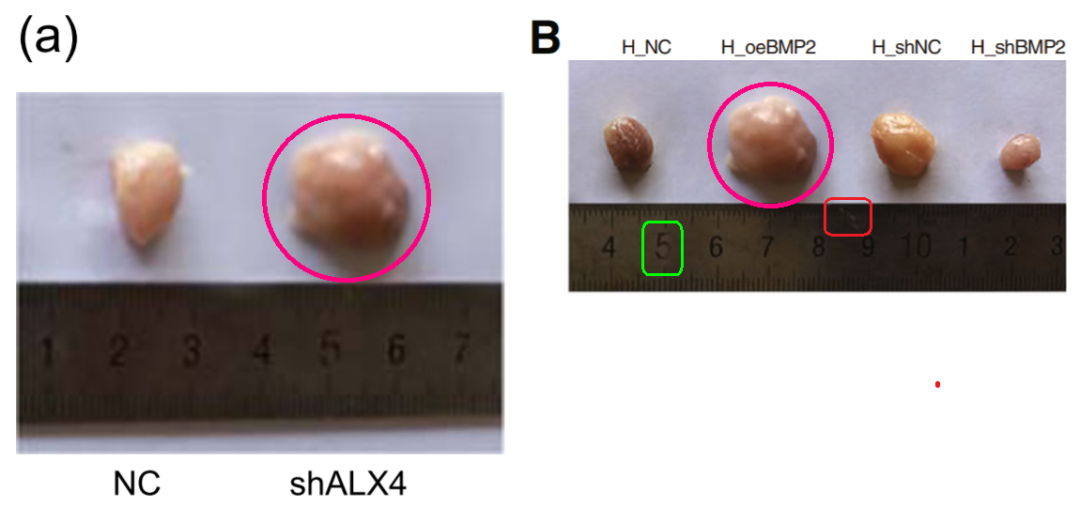 (a)
1 2 3 4 5 6 7
NC shALX4
B
H_NC H_oeBMP2 H_shNC H_shBMP2
4 5 6 7 8 9 10 1 2 3